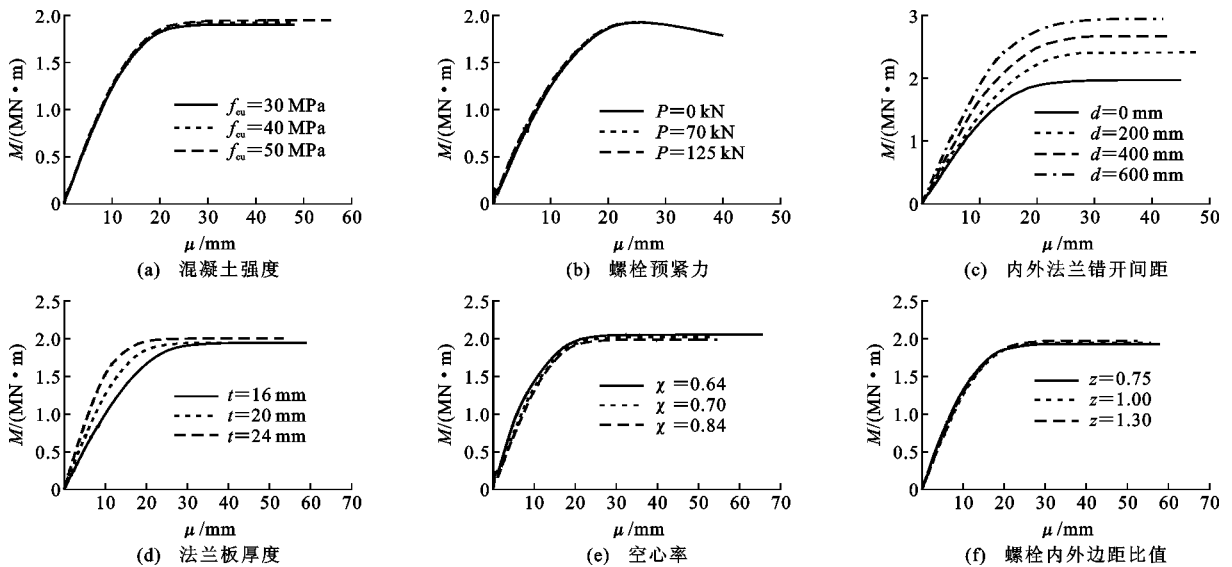 M/(MN·m)
2.0
1.5
1.0
0.5
0
10 20 30 40 50 60
μ/mm
f_cu=30 MPa
f_cu=40 MPa
f_cu=50 MPa
(a) 混凝土强度
M/(MN·m)
2.0
1.5
1.0
0.5
0
10 20 30 40 50
μ/mm
P=0 kN
P=70 kN
P=125 kN
(b) 螺栓预紧力
M/(MN·m)
3
2
1
0
10 20 30 40 50
μ/mm
d=0 mm
d=200 mm
d=400 mm
d=600 mm
(c) 内外法兰错开间距
M/(MN·m)
2.5
2.0
1.5
1.0
0.5
0
10 20 30 40 50 60 70
μ/mm
t=16 mm
t=20 mm
t=24 mm
(d) 法兰板厚度
M/(MN·m)
2.5
2.0
1.5
1.0
0.5
0
10 20 30 40 50 60 70
μ/mm
χ=0.64
χ=0.70
χ=0.84
(e) 空心率
M/(MN·m)
2.5
2.0
1.5
1.0
0.5
0
10 20 30 40 50 60 70
μ/mm
z=0.75
z=1.00
z=1.30
(f) 螺栓内外边距比值